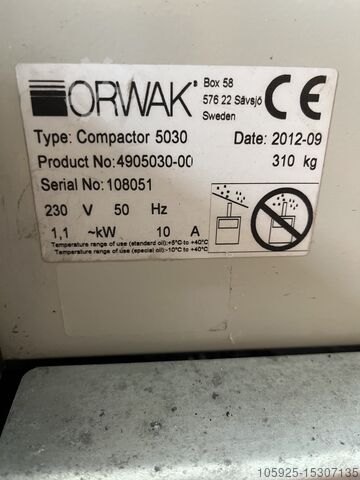 ORWAK®
Box 58
576 22 Sävsjö
Sweden
CE
Type: Compactor 5030
Date: 2012-09
Product No:4905030-00
310 kg
Serial No:108051
230 V 50 Hz
1,1 ~kW 10 A
Temperature range of use (standard oil):+5°C to +40°C
Temperature range of use (special oil):-10°C to +40°C
105925-15307135